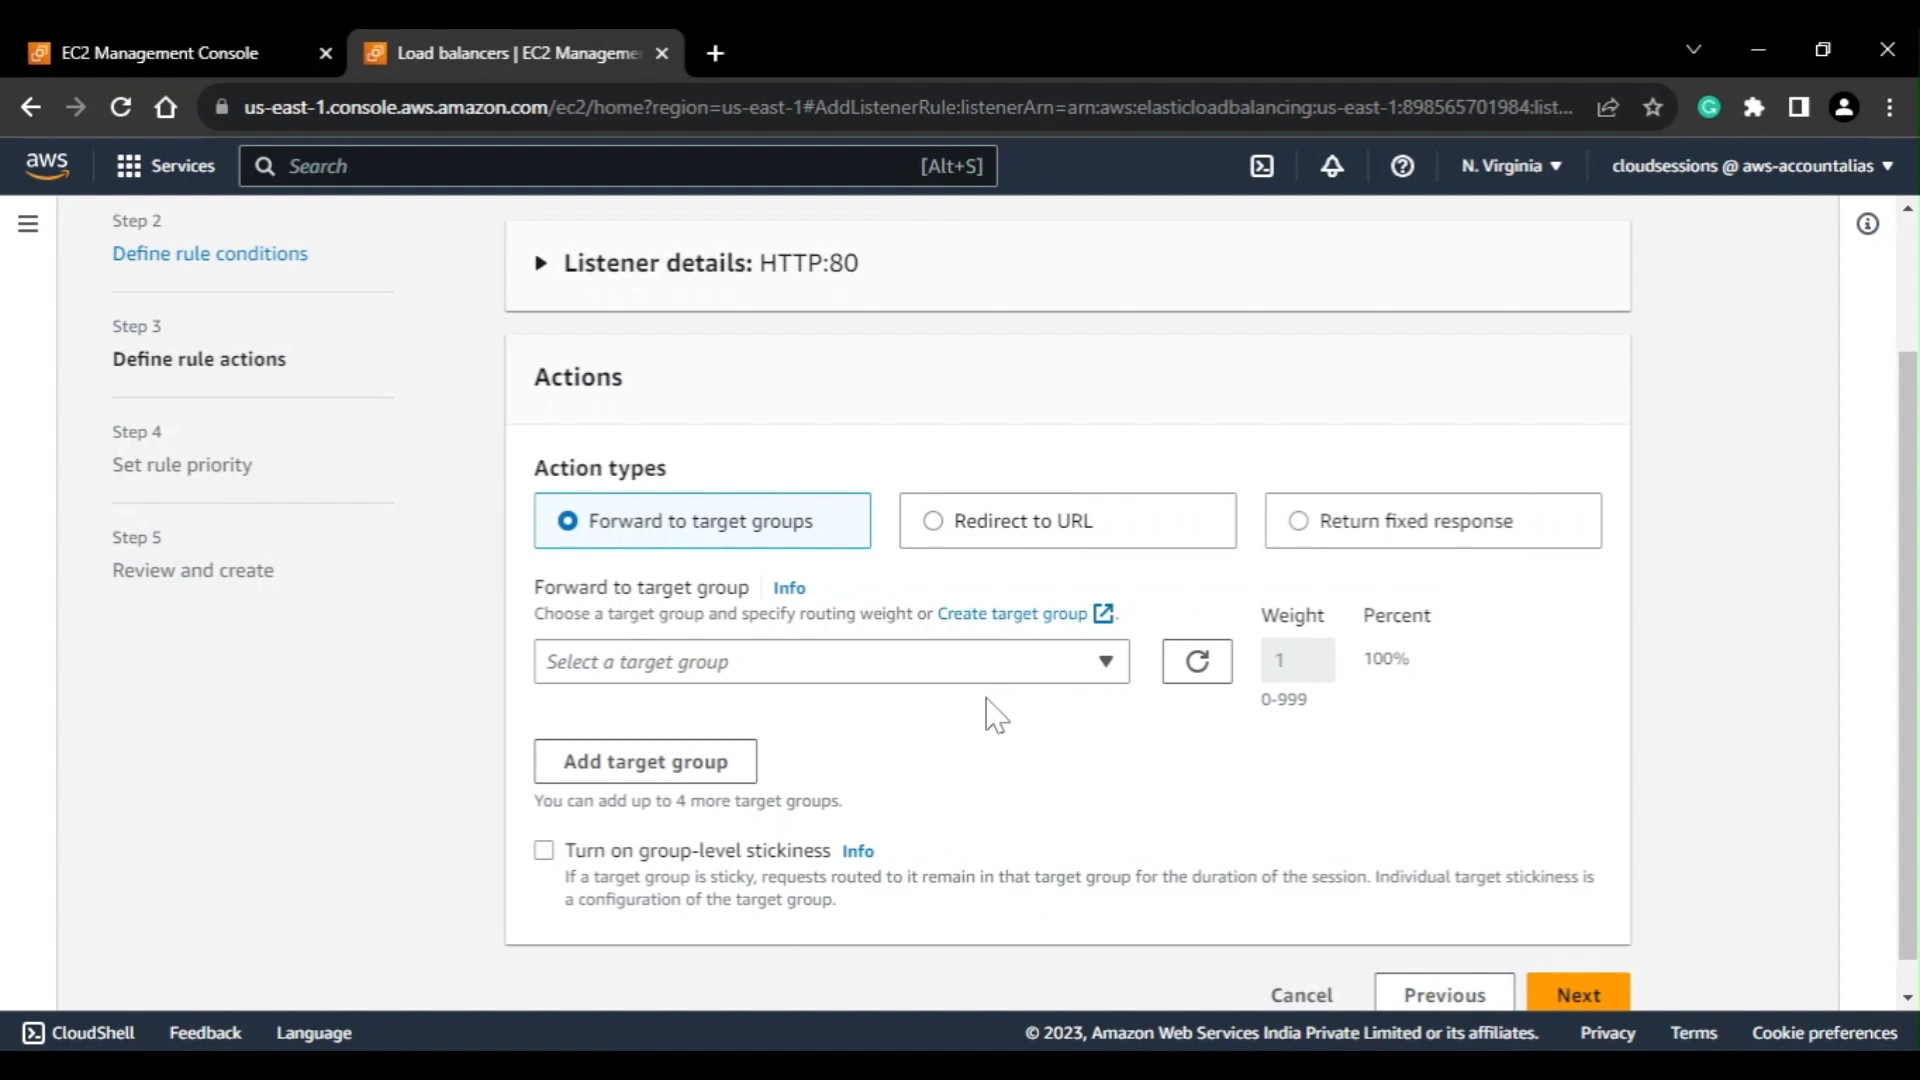 EC2 Management Console
Load balancers | EC2 Manageme
us-east-1.console.aws.amazon.com/ec2/home?region=us-east-1#AddListenerRule:listenerArn=arn:aws:elasticloadbalancing:us-east-1:898565701984:list...
aws
Services
Search
[Alt+S]
N. Virginia
cloudsessions @ aws-accountalias
Step 2
Define rule conditions
Step 3
Define rule actions
Step 4
Set rule priority
Step 5
Review and create
Listener details: HTTP:80
Actions
Action types
Forward to target groups
Redirect to URL
Return fixed response
Forward to target group Info
Choose a target group and specify routing weight or Create target group.
Weight Percent
Select a target group
1
100%
0-999
Add target group
You can add up to 4 more target groups.
Turn on group-level stickiness Info
If a target group is sticky, requests routed to it remain in that target group for the duration of the session. Individual target stickiness is
a configuration of the target group.
Cancel
Previous
Next
CloudShell Feedback Language
© 2023, Amazon Web Services India Private Limited or its affiliates. Privacy Terms Cookie preferences